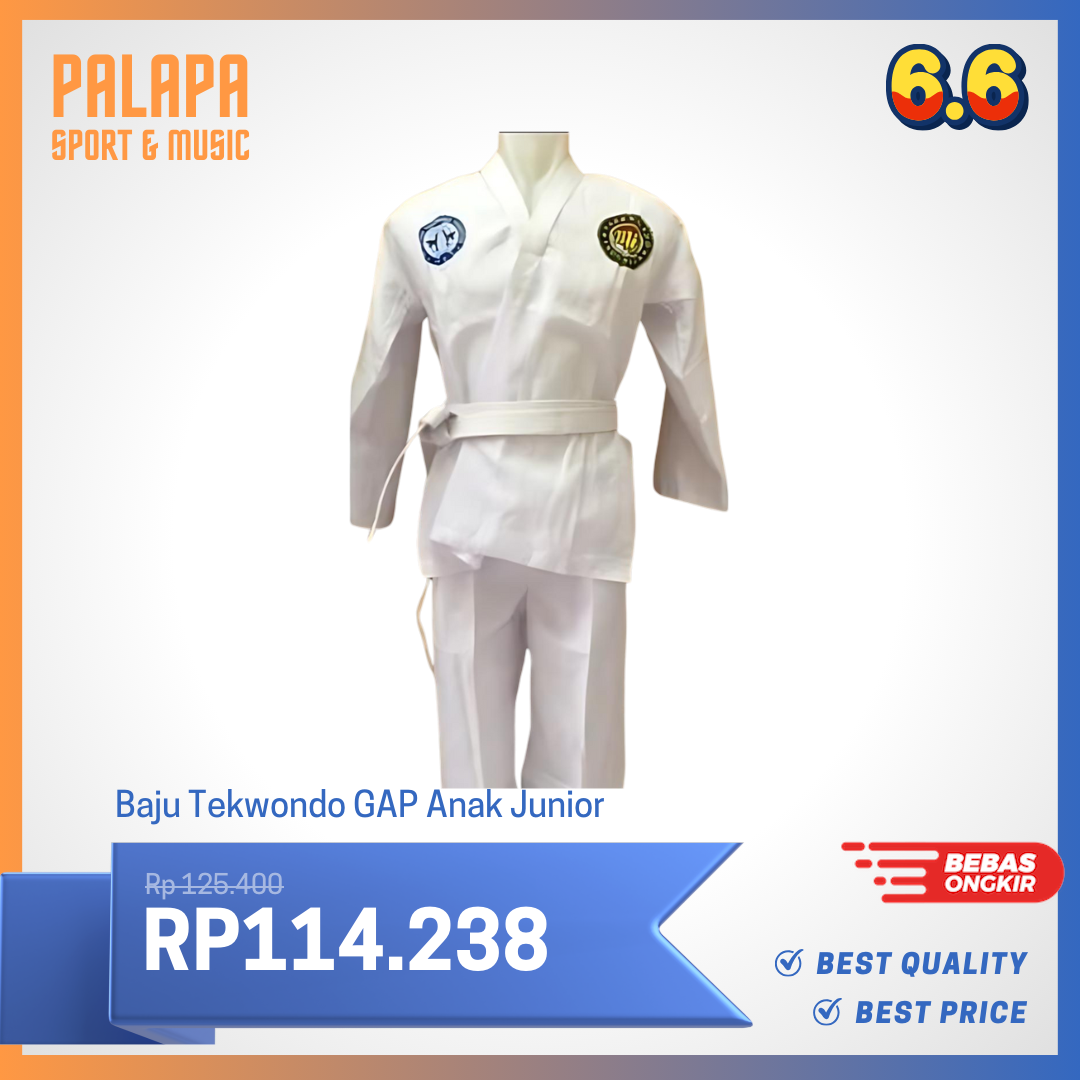 PALAPA
SPORT & MUSIC
6.6
Mi
Baju Tekwondo GAP Anak Junior
Rp 125.400
RP114.238
BEBAS
ONGKIR
BEST QUALITY
BEST PRICE